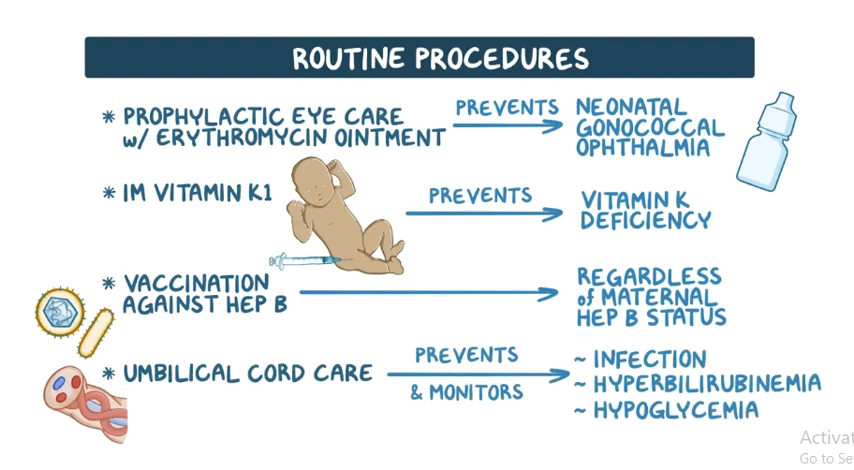 ROUTINE PROCEDURES
* PROPHYLACTIC EYE CARE
w/ ERYTHROMYCIN OINTMENT
PREVENTS
NEONATAL
GONOCOCCAL
OPHTHALMIA
* IM VITAMIN K1
PREVENTS
VITAMIN K
DEFICIENCY
* VACCINATION
AGAINST HEP B
REGARDLESS
of MATERNAL
HEP B STATUS
* UMBILICAL CORD CARE
PREVENTS
& MONITORS
~ INFECTION
~ HYPERBILIRUBINEMIA
~ HYPOGLYCEMIA
Activat
Go to Se